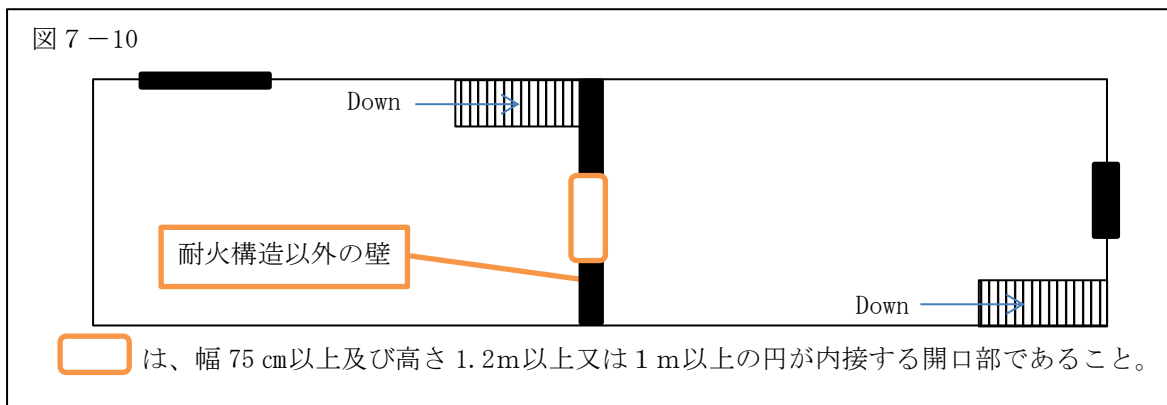 図7－10
Down
耐火構造以外の壁
Down
は、幅 75 ㎝以上及び高さ 1.2ｍ以上又は１ｍ以上の円が内接する開口部であること。